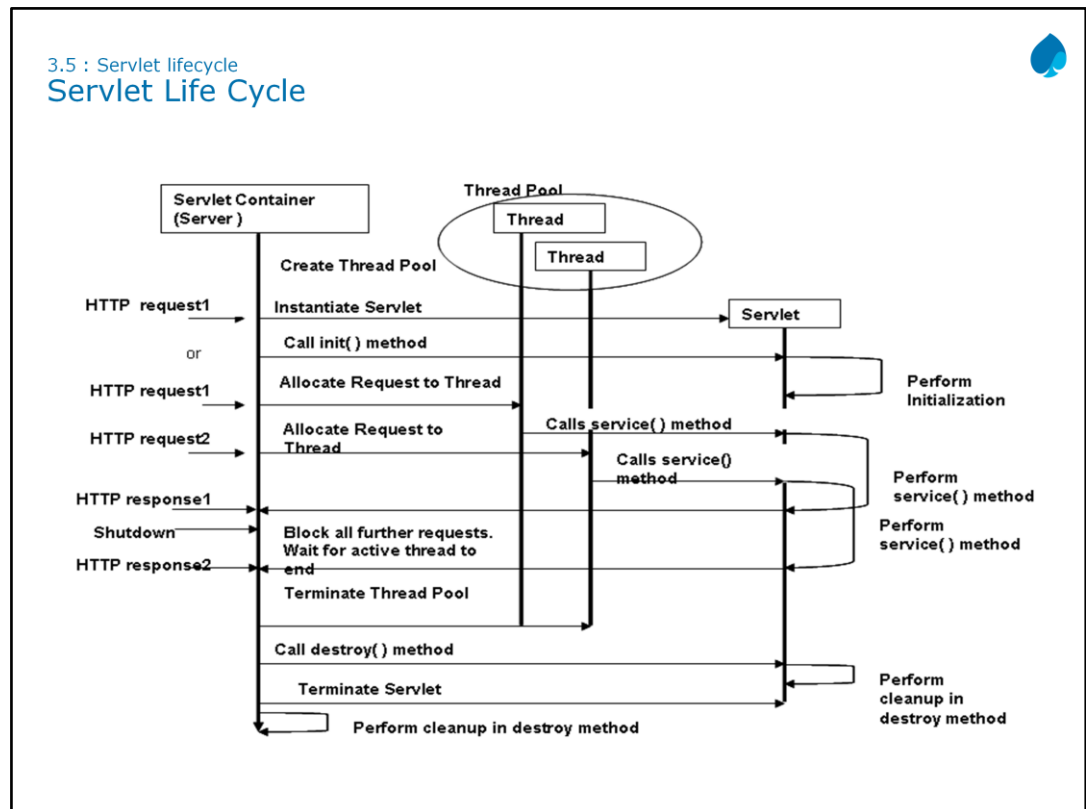 3.5 : Servlet lifecycle
Servlet Life Cycle
Servlet Container
(Server )
Thread Pool
Thread
Thread
Create Thread Pool
HTTP request1
Instantiate Servlet
Servlet
or
Call init( ) method
Perform
Initialization
HTTP request1
Allocate Request to Thread
HTTP request2
Allocate Request to
Thread
Calls service( ) method
Calls service()
method
Perform
service( ) method
HTTP response1
Shutdown
Block all further requests.
Wait for active thread to
end
Perform
service( ) method
HTTP response2
Terminate Thread Pool
Call destroy( ) method
Perform
cleanup in
destroy method
Terminate Servlet
Perform cleanup in destroy method